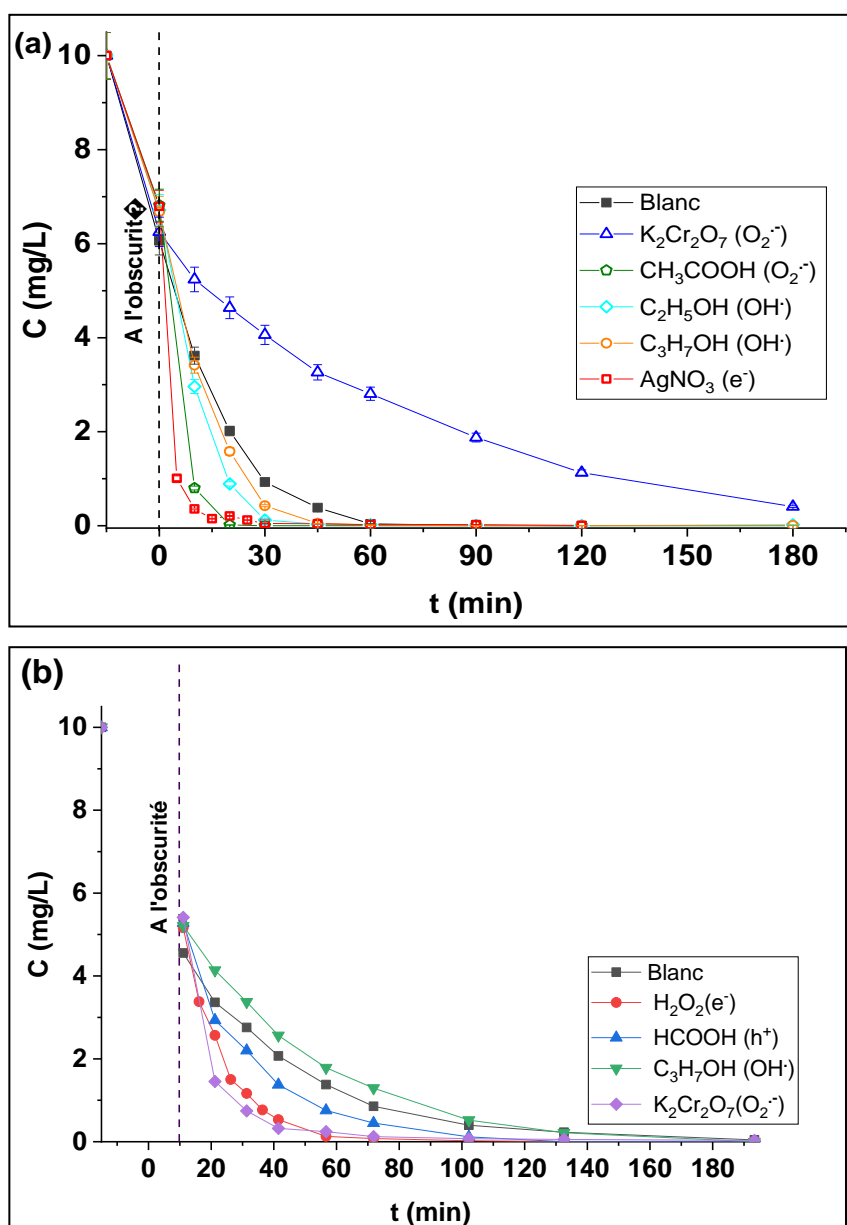 (a)
10
8
6
4
2
0
C (mg/L)
A l'obscurité
Blanc
K₂Cr₂O₇ (O₂·⁻)
CH₃COOH (O₂·⁻)
C₂H₅OH (OH·)
C₃H₇OH (OH·)
AgNO₃ (e⁻)
0 30 60 90 120 150 180
t (min)
(b)
10
8
6
4
2
0
C (mg/L)
A l'obscurité
Blanc
H₂O₂(e⁻)
HCOOH (h⁺)
C₃H₇OH (OH·)
K₂Cr₂O₇(O₂·⁻)
0 20 40 60 80 100 120 140 160 180
t (min)